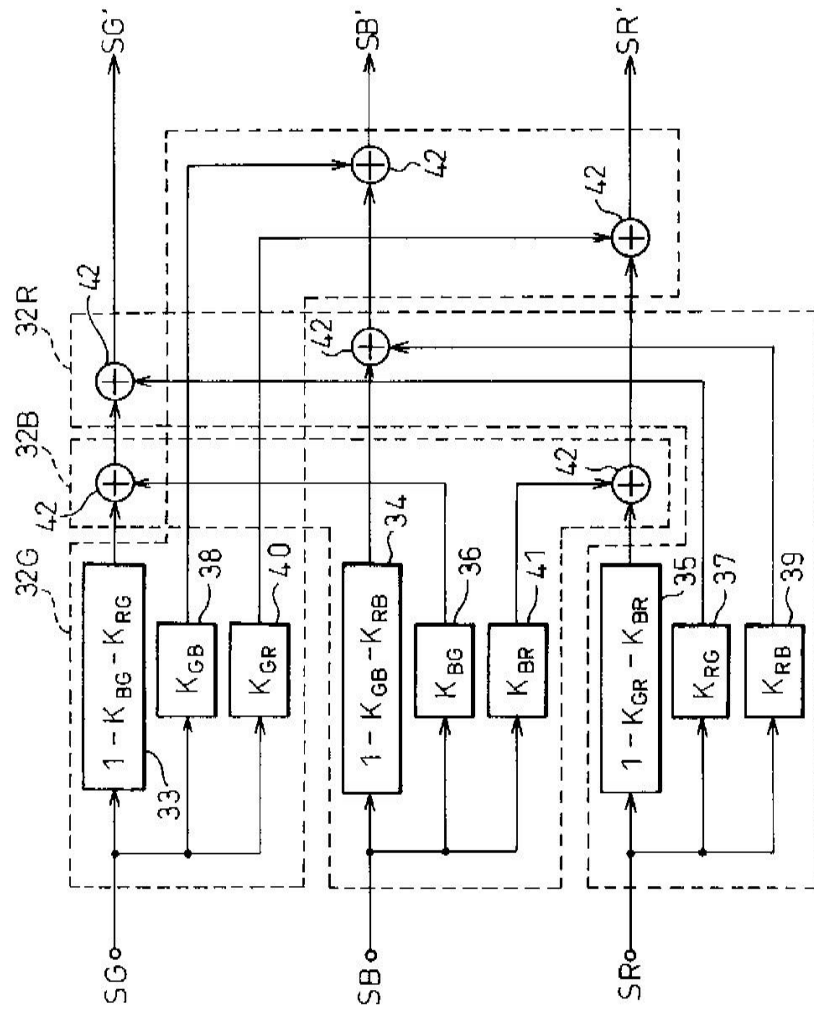 32G
32B
32R
SG
1-K_BG-K_RG
33
42
42
SG'
K_GB
38
K_GR
40
SB
1-K_GB-K_RB
34
42
42
SB'
K_BG
36
K_BR
41
SR
1-K_GR-K_BR
35
42
42
SR'
K_RG
37
K_RB
39